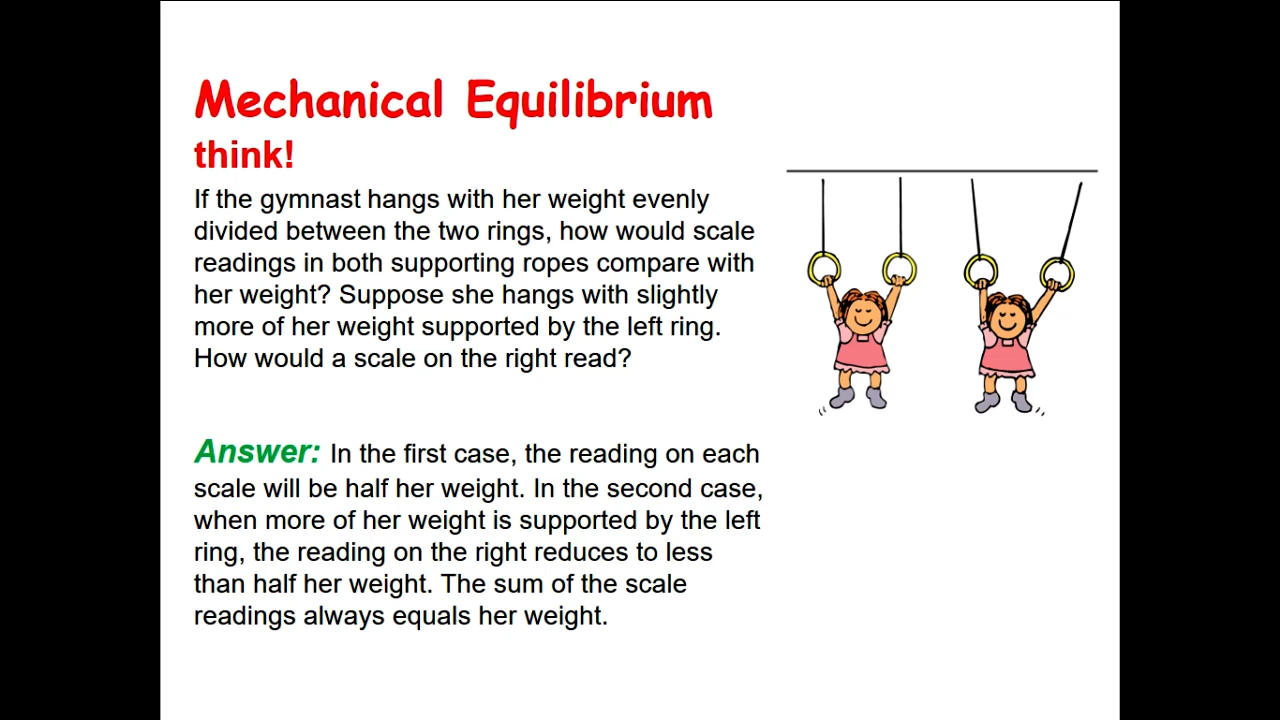 Mechanical Equilibrium
think!
If the gymnast hangs with her weight evenly
divided between the two rings, how would scale
readings in both supporting ropes compare with
her weight? Suppose she hangs with slightly
more of her weight supported by the left ring.
How would a scale on the right read?
Answer: In the first case, the reading on each
scale will be half her weight. In the second case,
when more of her weight is supported by the left
ring, the reading on the right reduces to less
than half her weight. The sum of the scale
readings always equals her weight.